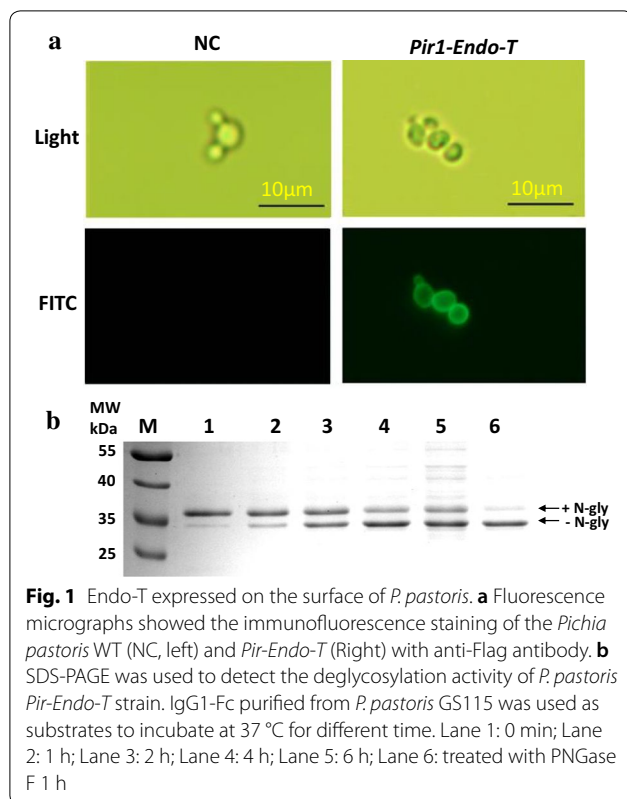 a
NC Pir1-Endo-T
Light
10μm 10μm
FITC
b
MW kDa M 1 2 3 4 5 6
55
40
35
25
+ N-gly
- N-gly
Fig. 1 Endo-T expressed on the surface of P. pastoris. a Fluorescence
micrographs showed the immunofluorescence staining of the Pichia
pastoris WT (NC, left) and Pir-Endo-T (Right) with anti-Flag antibody. b
SDS-PAGE was used to detect the deglycosylation activity of P. pastoris
Pir-Endo-T strain. IgG1-Fc purified from P. pastoris GS115 was used as
substrates to incubate at 37 °C for different time. Lane 1: 0 min; Lane
2: 1 h; Lane 3: 2 h; Lane 4: 4 h; Lane 5: 6 h; Lane 6: treated with PNGase
F 1 h